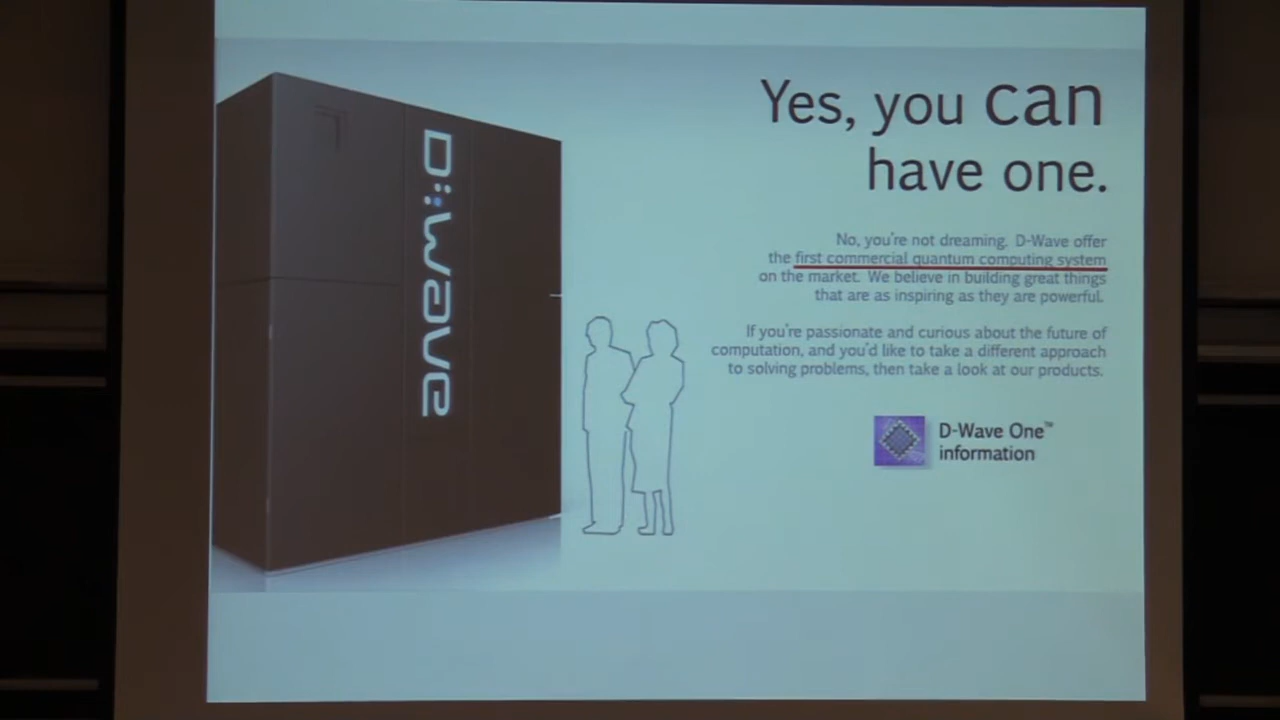 D:wave
Yes, you can
have one.
No, you're not dreaming. D-Wave offer
the first commercial quantum computing system
on the market. We believe in building great things
that are as inspiring as they are powerful.
If you're passionate and curious about the future of
computation, and you'd like to take a different approach
to solving problems, then take a look at our products.
D-Wave One™
information